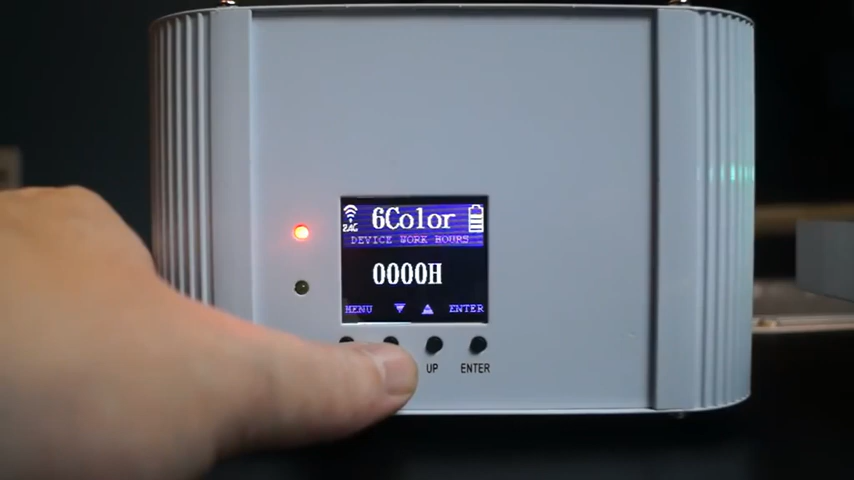 2.4G 6Color
DEVICE WORK HOURS
0000H
MENU ENTER
UP ENTER